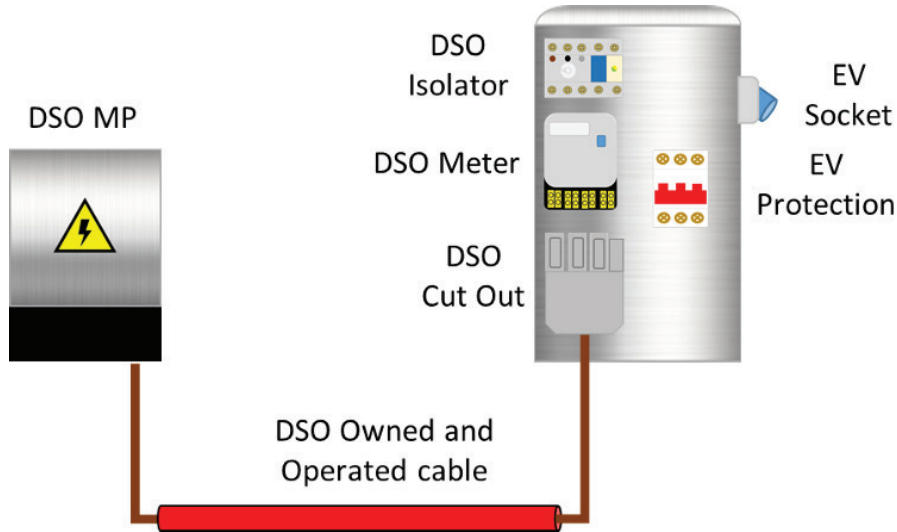 DSO MP
DSO
Isolator
DSO Meter
DSO
Cut Out
EV
Socket
EV
Protection
DSO Owned and
Operated cable